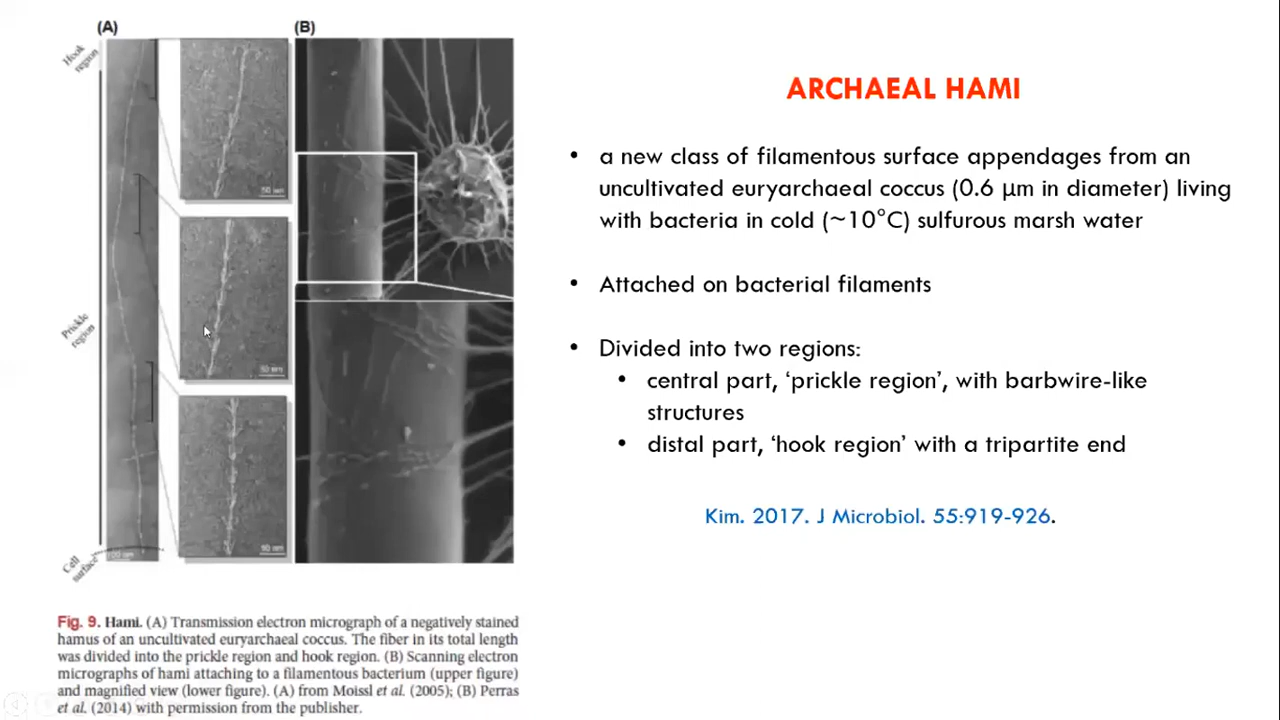 (A)
(B)
Hook
region
Prickle
region
Cell
surface
50 nm
50 nm
50 nm
100 nm
Fig. 9. Hami. (A) Transmission electron micrograph of a negatively stained
hamus of an uncultivated euryarchaeal coccus. The fiber in its total length
was divided into the prickle region and hook region. (B) Scanning electron
micrographs of hami attaching to a filamentous bacterium (upper figure)
and magnified view (lower figure). (A) from Moissl et al. (2005); (B) Perras
et al. (2014) with permission from the publisher.
ARCHAEAL HAMI
• a new class of filamentous surface appendages from an
uncultivated euryarchaeal coccus (0.6 µm in diameter) living
with bacteria in cold (~10°C) sulfurous marsh water
• Attached on bacterial filaments
• Divided into two regions:
• central part, ‘prickle region’, with barbwire-like
structures
• distal part, ‘hook region’ with a tripartite end
Kim. 2017. J Microbiol. 55:919-926.